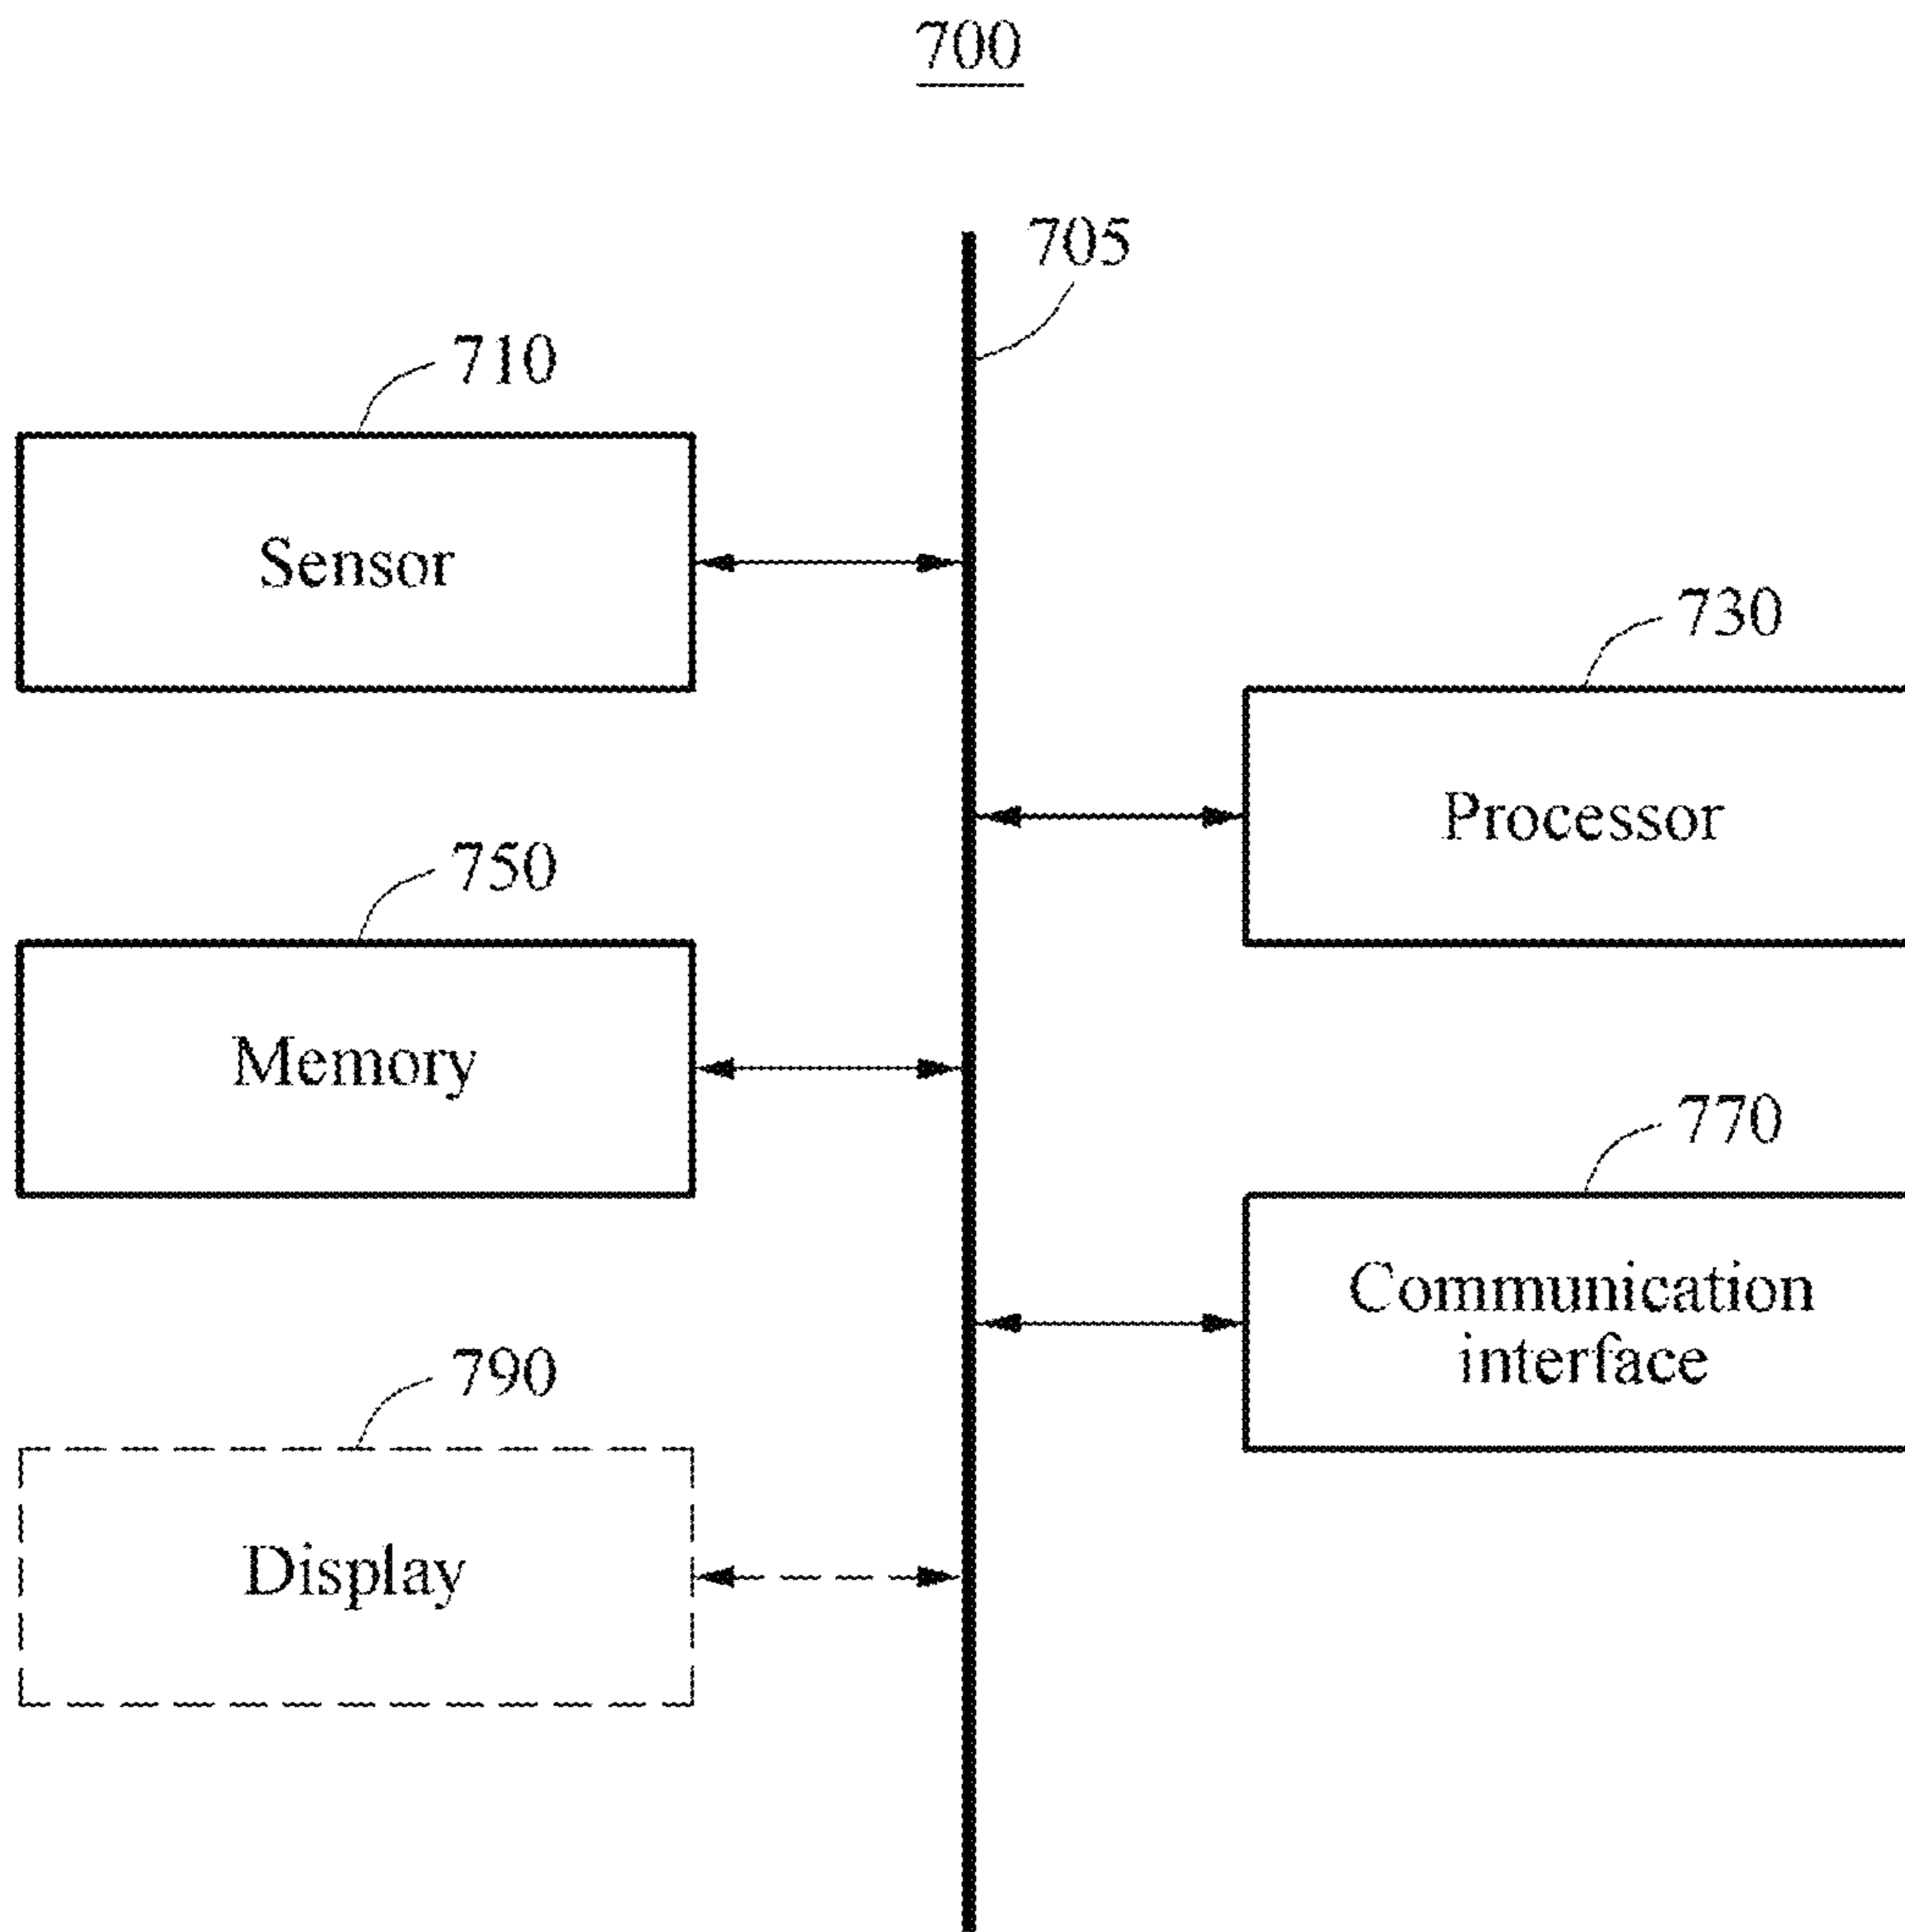 700
705
710
Sensor
730
Processor
750
Memory
770
Communication
interface
790
Display